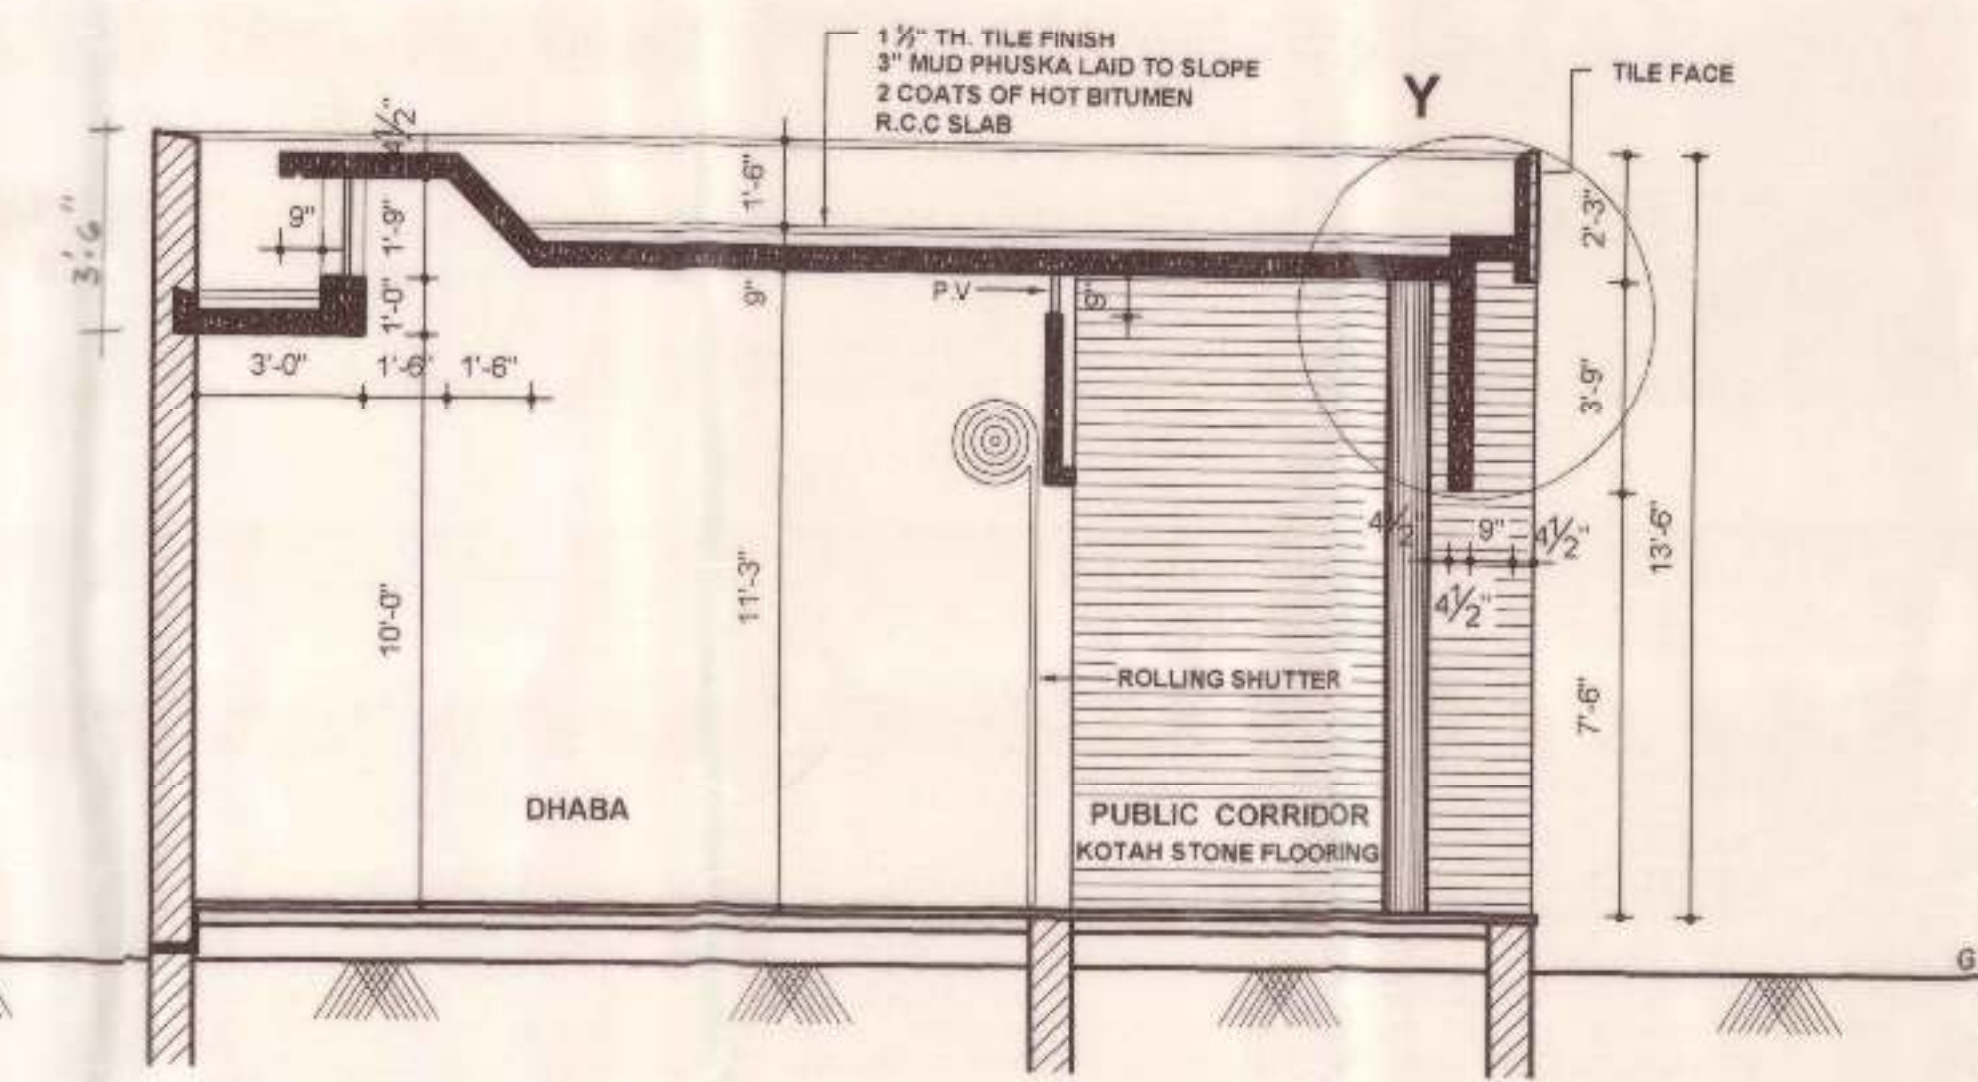 1 ½" TH. TILE FINISH
3" MUD PHUSKA LAID TO SLOPE
2 COATS OF HOT BITUMEN
R.C.C SLAB
Y
TILE FACE
4½"
1'-6"
3'-6"
9"
1'-9"
2'-3"
1'-0"
9"
P.V
9"
3'-0"
1'-6"
1'-6"
3'-9"
4½"
9"
4½"
13'-6"
10'-0"
11'-3"
4½"
ROLLING SHUTTER
7'-6"
DHABA
PUBLIC CORRIDOR
KOTAH STONE FLOORING
G